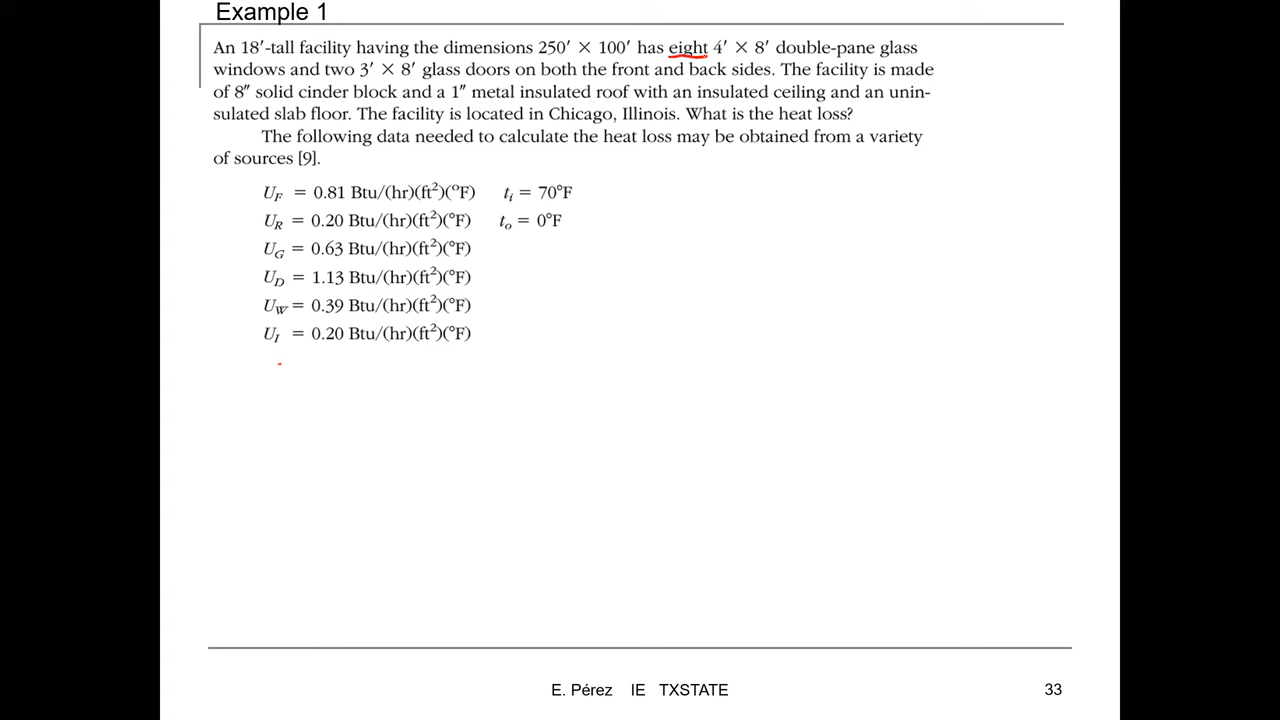 Example 1
An 18′-tall facility having the dimensions 250′ × 100′ has eight 4′ × 8′ double-pane glass
windows and two 3′ × 8′ glass doors on both the front and back sides. The facility is made
of 8″ solid cinder block and a 1″ metal insulated roof with an insulated ceiling and an unin-
sulated slab floor. The facility is located in Chicago, Illinois. What is the heat loss?
The following data needed to calculate the heat loss may be obtained from a variety
of sources [9].
U_F = 0.81 Btu/(hr)(ft²)(°F) t_i = 70°F
U_R = 0.20 Btu/(hr)(ft²)(°F) t_o = 0°F
U_G = 0.63 Btu/(hr)(ft²)(°F)
U_D = 1.13 Btu/(hr)(ft²)(°F)
U_W = 0.39 Btu/(hr)(ft²)(°F)
U_I = 0.20 Btu/(hr)(ft²)(°F)
E. Pérez IE TXSTATE 33